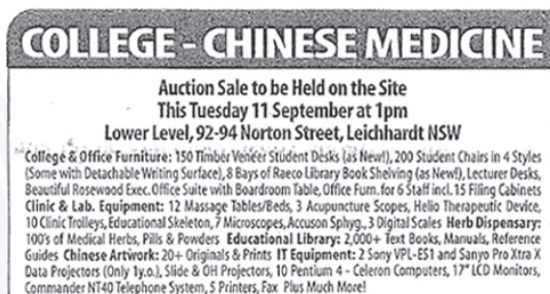 COLLEGE - CHINESE MEDICINE
Auction Sale to be Held on the Site
This Tuesday 11 September at 1pm
Lower Level, 92-94 Norton Street, Leichhardt NSW
College & Office Furniture: 150 Timber Veneer Student Desks (as New!), 200 Student Chairs in 4 Styles
(Some with Detachable Writing Surface), 8 Bays of Raeco Library Book Shelving (as New!), Lecturer Desks,
Beautiful Rosewood Exec. Office Suite with Boardroom Table, Office Furn. for 6 Staff incl. 15 Filing Cabinets
Clinic & Lab. Equipment: 12 Massage Tables/Beds, 3 Acupuncture Scopes, Helio Therapeutic Device,
10 Clinic Trolleys, Educational Skeleton, 7 Microscopes, Accuson Sphyg., 3 Digital Scales Herb Dispensary:
100's of Medical Herbs, Pills & Powders Educational Library: 2,000+ Text Books, Manuals, Reference
Guides Chinese Artwork: 20+ Originals & Prints IT Equipment: 2 Sony VPL-ES1 and Sanyo Pro Xtra X
Data Projectors (Only 1y.o.), Slide & OH Projectors, 10 Pentium 4 - Celeron Computers, 17" LCD Monitors,
Commander NT40 Telephone System, 5 Printers, Fax Plus Much More!